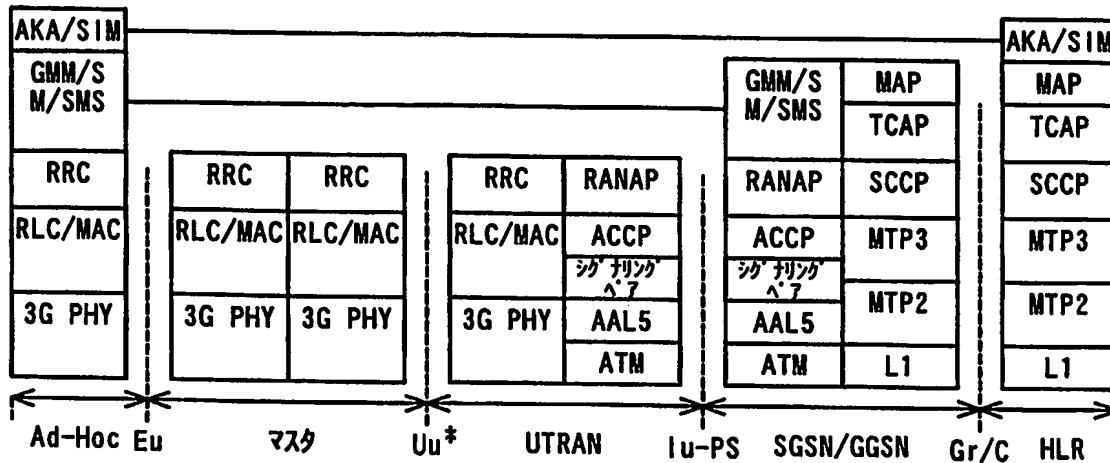 AKA/SIM
GMM/S
M/SMS
RRC
RLC/MAC
3G PHY
RRC
RLC/MAC
3G PHY
RRC
RLC/MAC
3G PHY
RRC
RLC/MAC
3G PHY
RANAP
ACCP
シグナリング
ベア
AAL5
ATM
GMM/S
M/SMS
RANAP
ACCP
シグナリング
ベア
AAL5
ATM
MAP
TCAP
SCCP
MTP3
MTP2
L1
AKA/SIM
MAP
TCAP
SCCP
MTP3
MTP2
L1
Ad-Hoc
Eu
マスタ
Uu*
UTRAN
Iu-PS
SGSN/GGSN
Gr/C
HLR